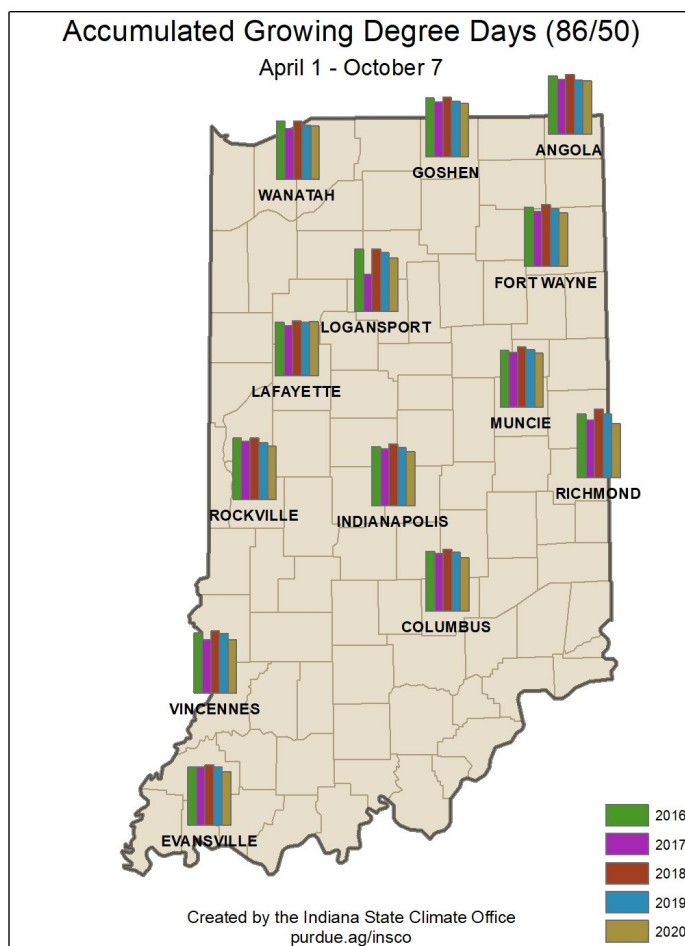 Accumulated Growing Degree Days (86/50)
April 1 - October 7
ANGOLA
GOSHEN
WANATAH
FORT WAYNE
LOGANSPORT
LAFAYETTE
MUNCIE
RICHMOND
ROCKVILLE
INDIANAPOLIS
COLUMBUS
VINCENNES
EVANSVILLE
2016
2017
2018
2019
2020
Created by the Indiana State Climate Office
purdue.ag/insco